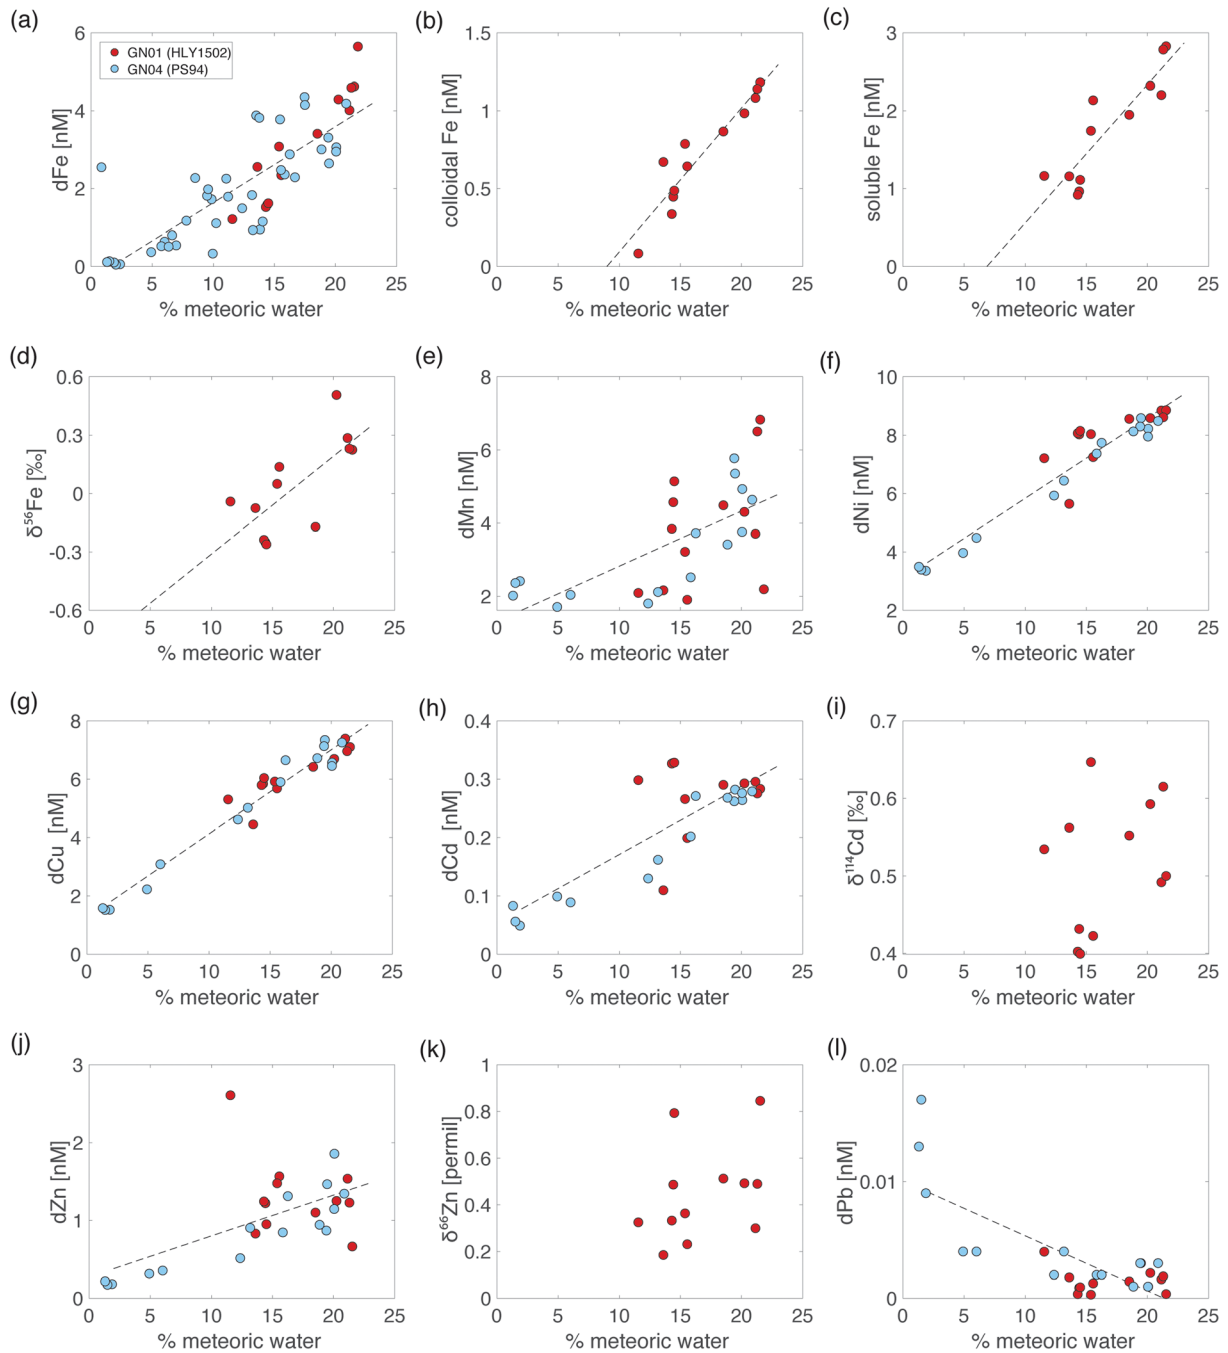 (a)
6
4
2
0
dFe [nM]
GN01 (HLY1502)
GN04 (PS94)
0 5 10 15 20 25
% meteoric water
(b)
1.5
1
0.5
0
colloidal Fe [nM]
0 5 10 15 20 25
% meteoric water
(c)
3
2
1
0
soluble Fe [nM]
0 5 10 15 20 25
% meteoric water
(d)
0.6
0.3
0
-0.3
-0.6
δ⁵⁶Fe [‰]
5 10 15 20 25
% meteoric water
(e)
8
6
4
2
dMn [nM]
0 5 10 15 20 25
% meteoric water
(f)
10
8
6
4
2
dNi [nM]
0 5 10 15 20 25
% meteoric water
(g)
8
6
4
2
0
dCu [nM]
0 5 10 15 20 25
% meteoric water
(h)
0.4
0.3
0.2
0.1
0
dCd [nM]
0 5 10 15 20 25
% meteoric water
(i)
0.7
0.6
0.5
0.4
δ¹¹⁴Cd [‰]
0 5 10 15 20 25
% meteoric water
(j)
3
2
1
0
dZn [nM]
0 5 10 15 20 25
% meteoric water
(k)
1
0.8
0.6
0.4
0.2
0
δ⁶⁶Zn [permil]
0 5 10 15 20 25
% meteoric water
(l)
0.02
0.01
0
dPb [nM]
0 5 10 15 20 25
% meteoric water